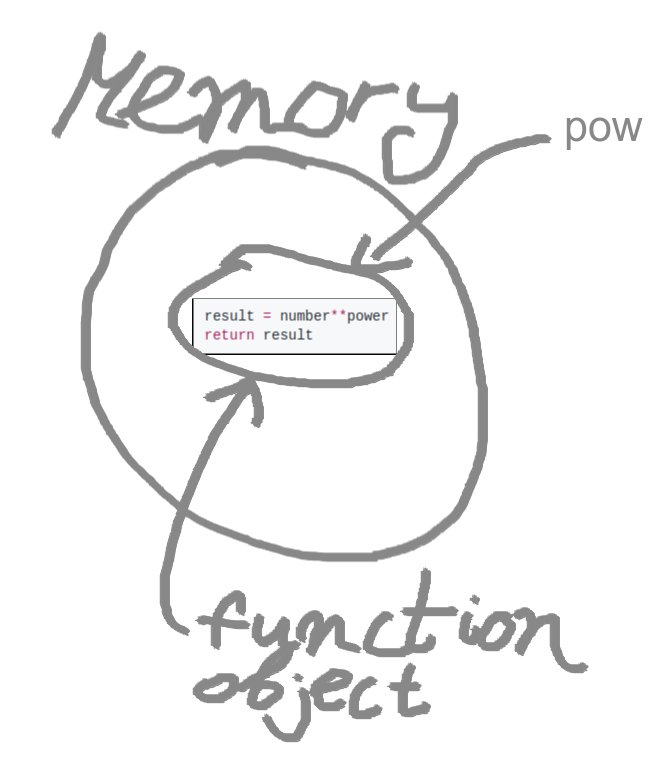 Memory
pow
result = number**power
return result
function
object